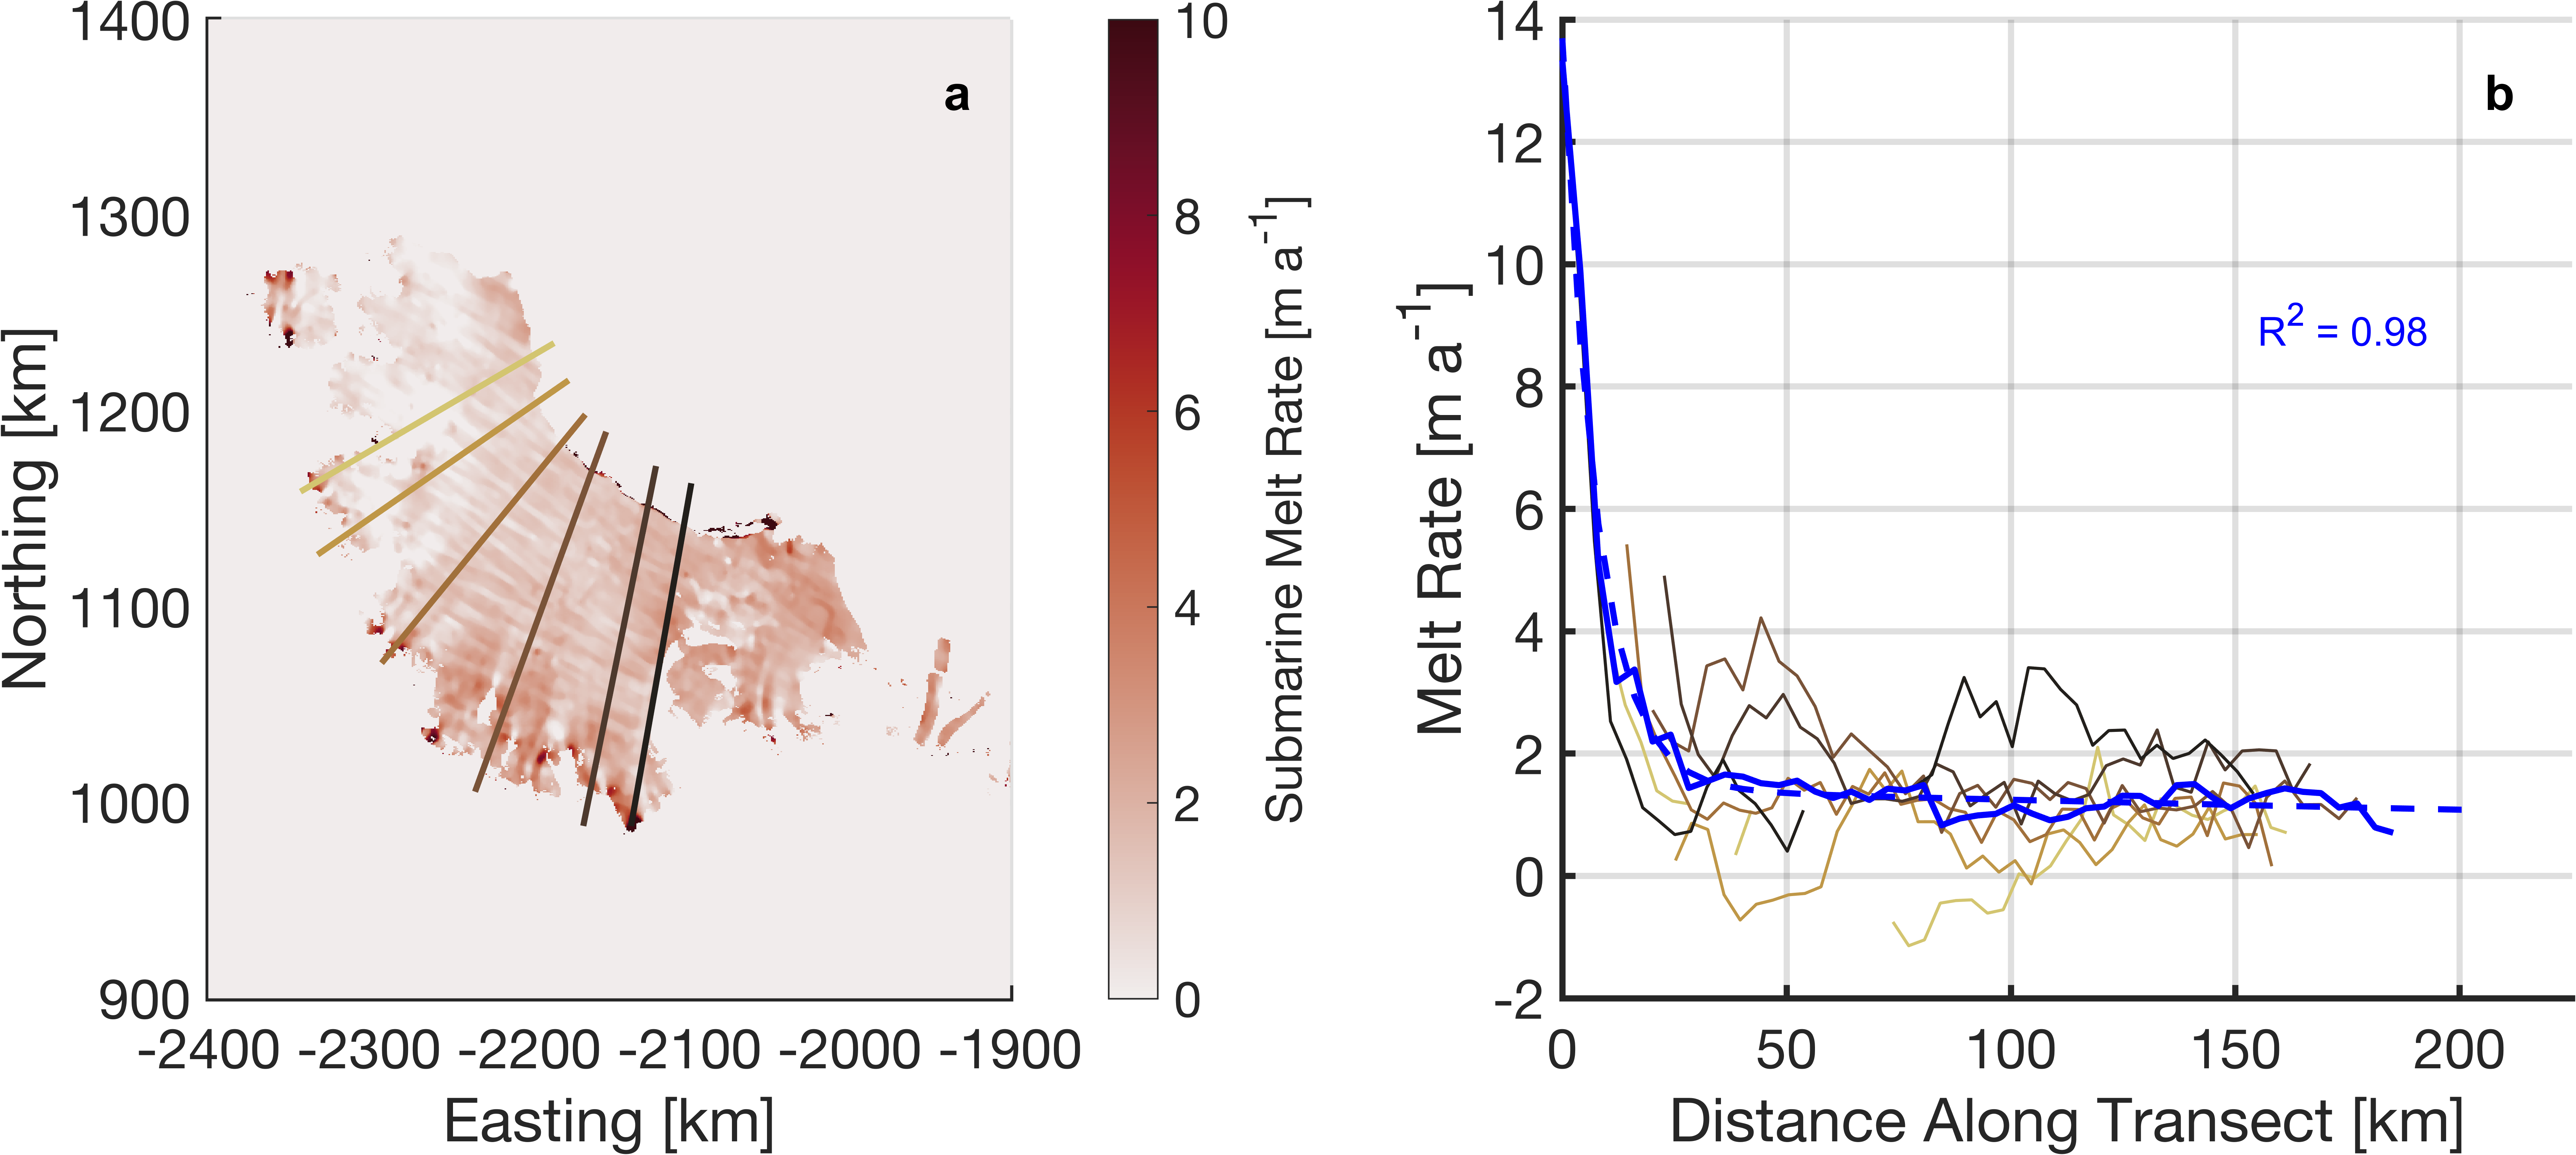 1400
1300
1200
1100
1000
900
-2400 -2300 -2200 -2100 -2000 -1900
Easting [km]
Northing [km]
a
10
8
6
4
2
0
Submarine Melt Rate [m a-1]
14
12
10
8
6
4
2
0
-2
Melt Rate [m a-1]
b
R2 = 0.98
0 50 100 150 200
Distance Along Transect [km]